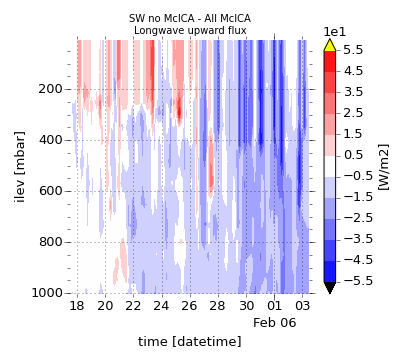 SW no McICA - All McICA
Longwave upward flux
1e1
5.5
4.5
3.5
2.5
1.5
0.5
−0.5
−1.5
−2.5
−3.5
−4.5
−5.5
[W/m2]
ilev [mbar]
200
400
600
800
1000
18 20 22 24 26 28 30 01 03
Feb 06
time [datetime]